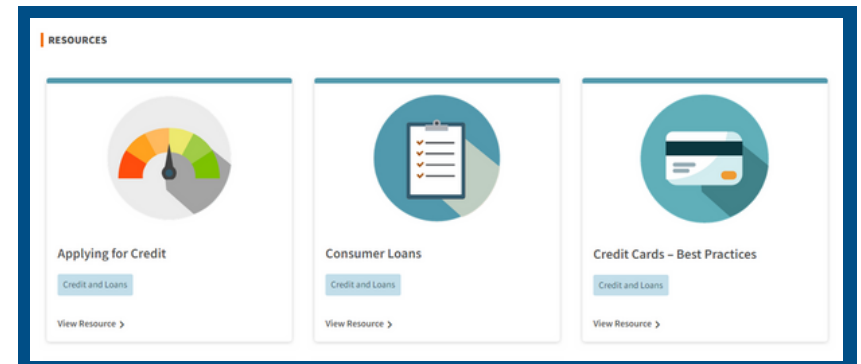 RESOURCES
Applying for Credit
Credit and Loans
View Resource >
Consumer Loans
Credit and Loans
View Resource >
Credit Cards – Best Practices
Credit and Loans
View Resource >